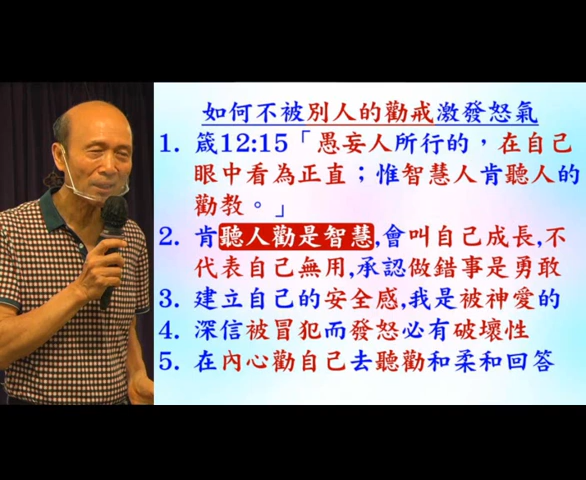 如何不被別人的勸戒激發怒氣
1. 箴12:15「愚妄人所行的，在自己
眼中看為正直；惟智慧人肯聽人的
勸教。」
2. 肯聽人勸是智慧,會叫自己成長,不
代表自己無用,承認做錯事是勇敢
3. 建立自己的安全感,我是被神愛的
4. 深信被冒犯而發怒必有破壞性
5. 在內心勸自己去聽勸和柔和回答